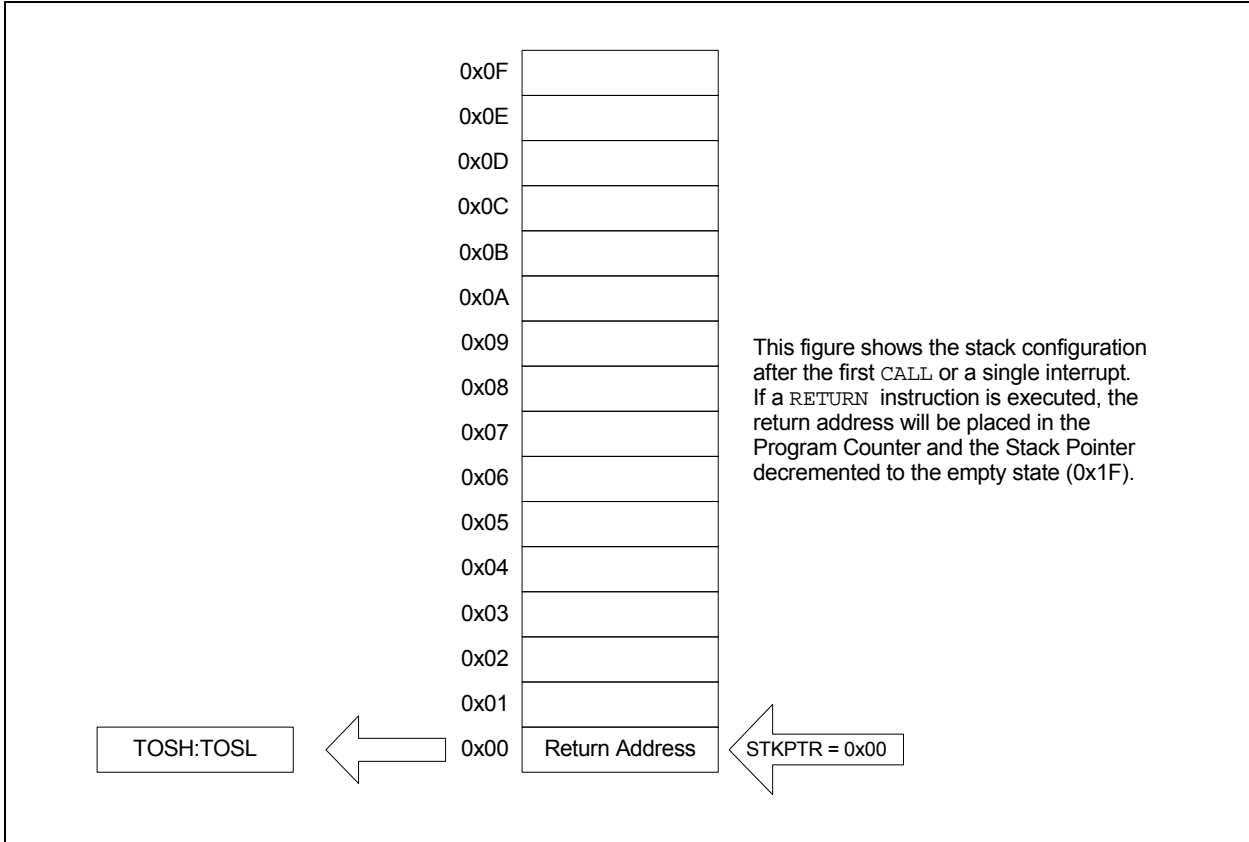 0x0F
0x0E
0x0D
0x0C
0x0B
0x0A
0x09
0x08
0x07
0x06
0x05
0x04
0x03
0x02
0x01
0x00
This figure shows the stack configuration
after the first CALL or a single interrupt.
If a RETURN instruction is executed, the
return address will be placed in the
Program Counter and the Stack Pointer
decremented to the empty state (0x1F).
TOSH:TOSL
Return Address
STKPTR = 0x00